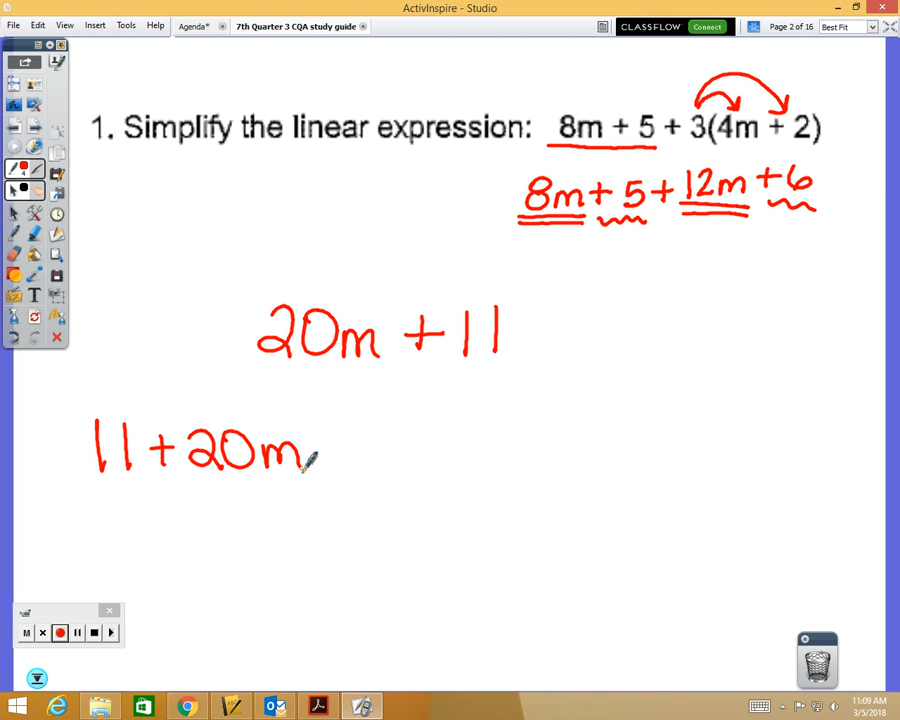 ActivInspire - Studio
File Edit View Insert Tools Help
Agenda*
7th Quarter 3 CQA study guide
CLASSFLOW Connect
Page 2 of 16
Best Fit
4
1. Simplify the linear expression: 8m + 5 + 3(4m + 2)
8m + 5 + 12m + 6
20m + 11
11 + 20m
M
11:09 AM
3/5/2018